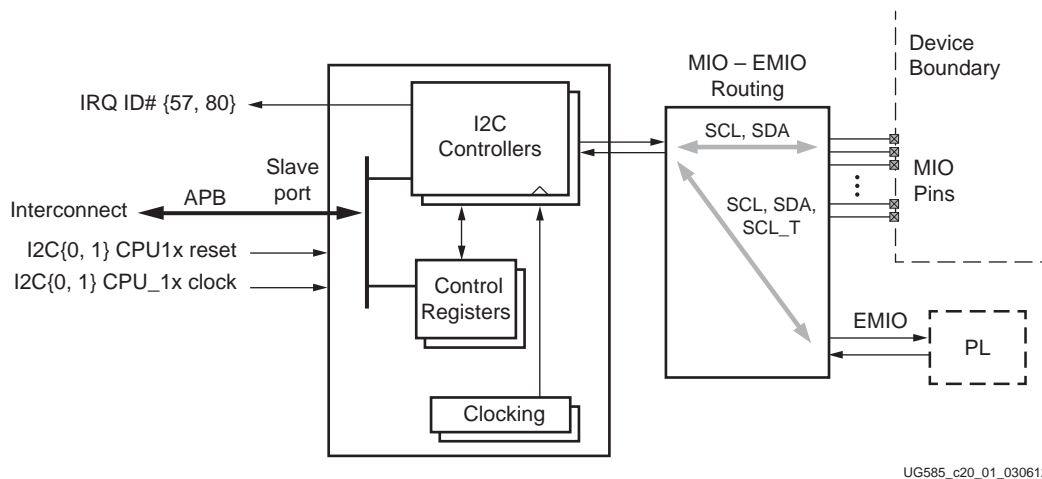 Device
Boundary
MIO – EMIO
Routing
IRQ ID# {57, 80}
I2C
Controllers
SCL, SDA
Slave
port
APB
Interconnect
MIO
Pins
SCL, SDA,
SCL_T
I2C{0, 1} CPU1x reset
I2C{0, 1} CPU_1x clock
Control
Registers
EMIO
PL
Clocking